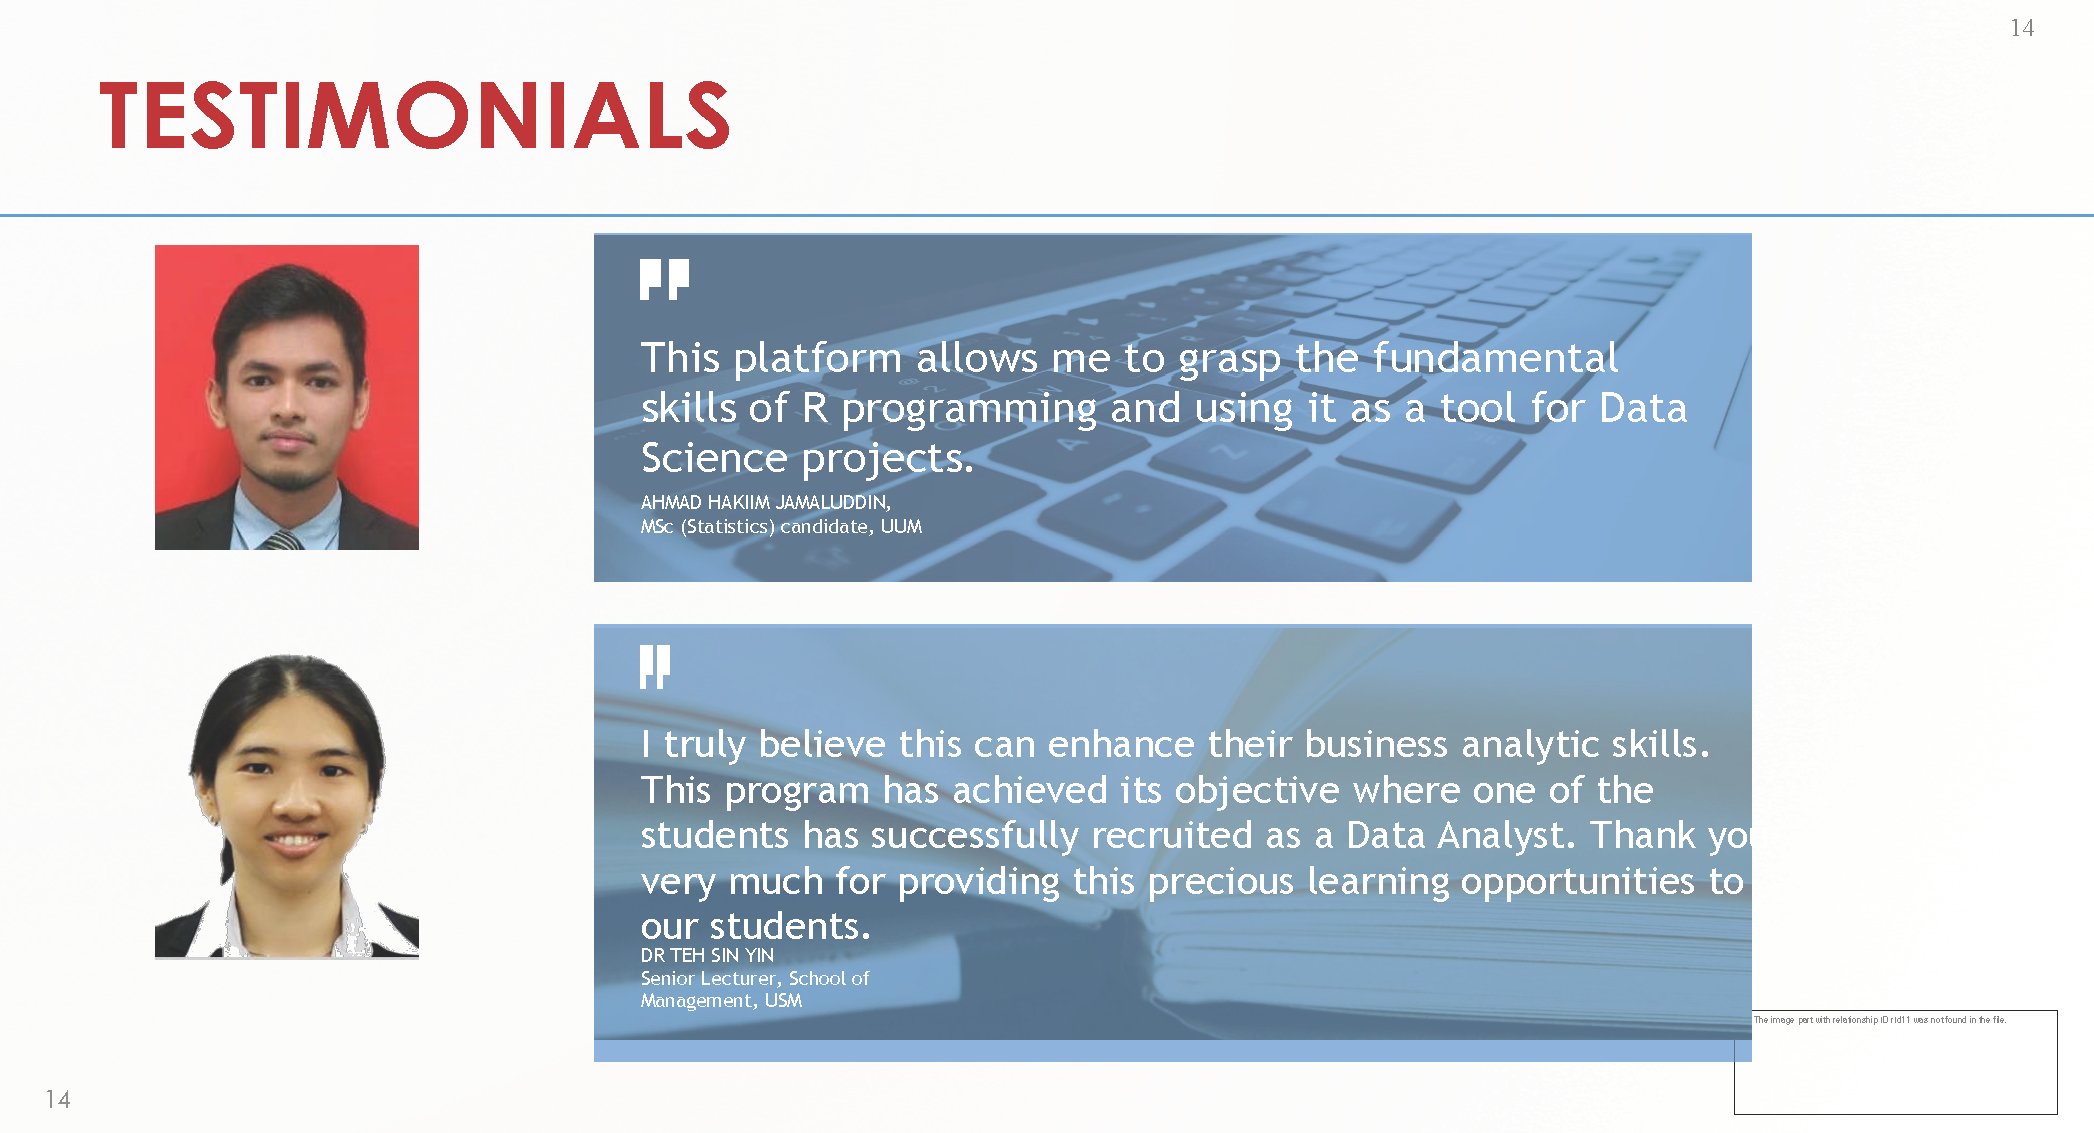 14
TESTIMONIALS
This platform allows me to grasp the fundamental
skills of R programming and using it as a tool for Data
Science projects.
AHMAD HAKIIM JAMALUDDIN,
MSc (Statistics) candidate, UUM
I truly believe this can enhance their business analytic skills.
This program has achieved its objective where one of the
students has successfully recruited as a Data Analyst. Thank you
very much for providing this precious learning opportunities to
our students.
DR TEH SIN YIN
Senior Lecturer, School of
Management, USM
The image part with relationship ID rId11 was not found in the file.
14